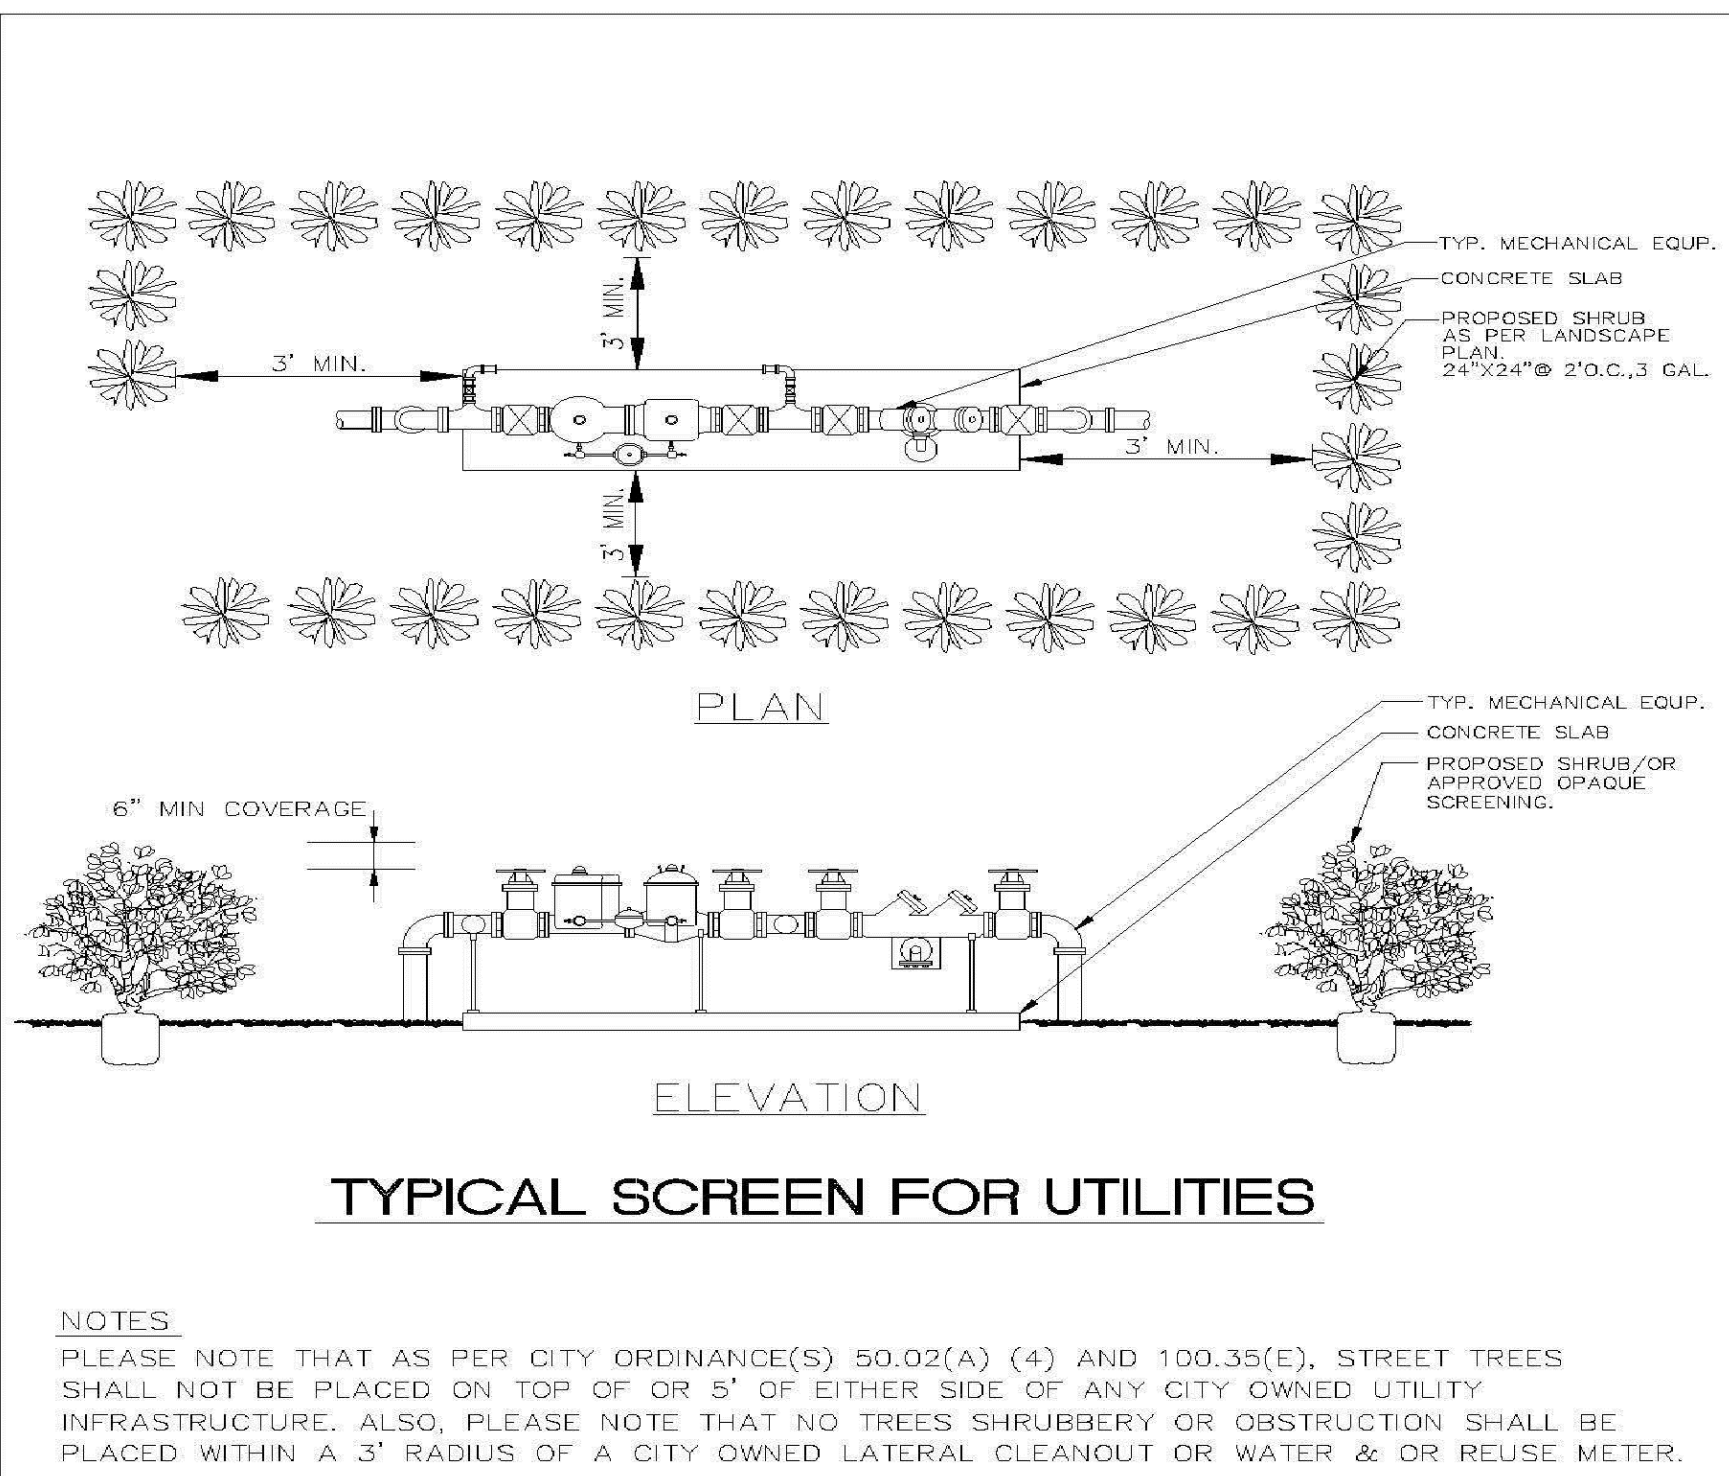 TYP. MECHANICAL EQUP.
CONCRETE SLAB
PROPOSED SHRUB
AS PER LANDSCAPE
PLAN.
24"X24"@ 2'O.C.,3 GAL.
3' MIN.
3' MIN.
3' MIN.
3' MIN.
PLAN
TYP. MECHANICAL EQUP.
CONCRETE SLAB
PROPOSED SHRUB/OR
APPROVED OPAQUE
SCREENING.
6" MIN COVERAGE
ELEVATION
TYPICAL SCREEN FOR UTILITIES
NOTES
PLEASE NOTE THAT AS PER CITY ORDINANCE(S) 50.02(A) (4) AND 100.35(E), STREET TREES
SHALL NOT BE PLACED ON TOP OF OR 5' OF EITHER SIDE OF ANY CITY OWNED UTILITY
INFRASTRUCTURE. ALSO, PLEASE NOTE THAT NO TREES SHRUBBERY OR OBSTRUCTION SHALL BE
PLACED WITHIN A 3' RADIUS OF A CITY OWNED LATERAL CLEANOUT OR WATER & OR REUSE METER.